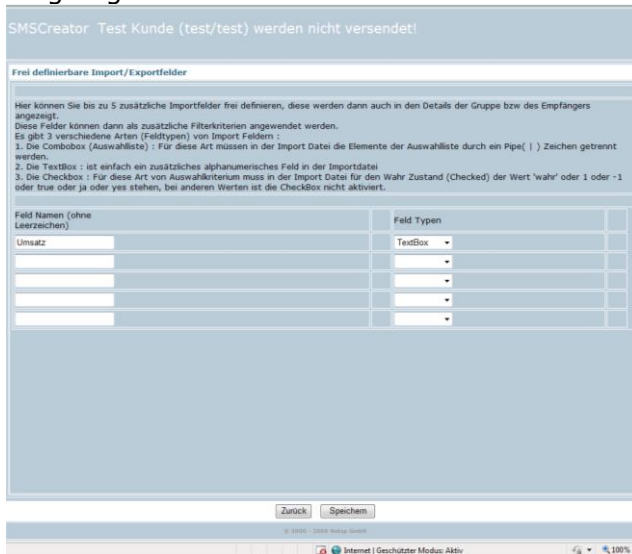 SMSCreator Test Kunde (test/test) werden nicht versendet!
Frei definierbare Import/Exportfelder
Hier können Sie bis zu 5 zusätzliche Importfelder frei definieren, diese werden dann auch in den Details der Gruppe bzw des Empfängers
angezeigt.
Diese Felder können dann als zusätzliche Filterkriterien angewendet werden.
Es gibt 3 verschiedene Arten (Feldtypen) von Import Feldern :
1. Die Combobox (Auswahlliste) : Für diese Art müssen in der Import Datei die Elemente der Auswahlliste durch ein Pipe( | ) Zeichen getrennt
werden.
2. Die TextBox : ist einfach ein zusätzliches alphanumerisches Feld in der Importdatei
3. Die Checkbox : Für diese Art von Auswahlkriterium muss in der Import Datei für den Wahr Zustand (Checked) der Wert 'wahr' oder 1 oder -1
oder true oder ja oder yes stehen, bei anderen Werten ist die CheckBox nicht aktiviert.
Feld Namen (ohne
Leerzeichen)
Feld Typen
Umsatz
TextBox
Zurück
Speichern
Internet | Geschützter Modus: Aktiv
100%